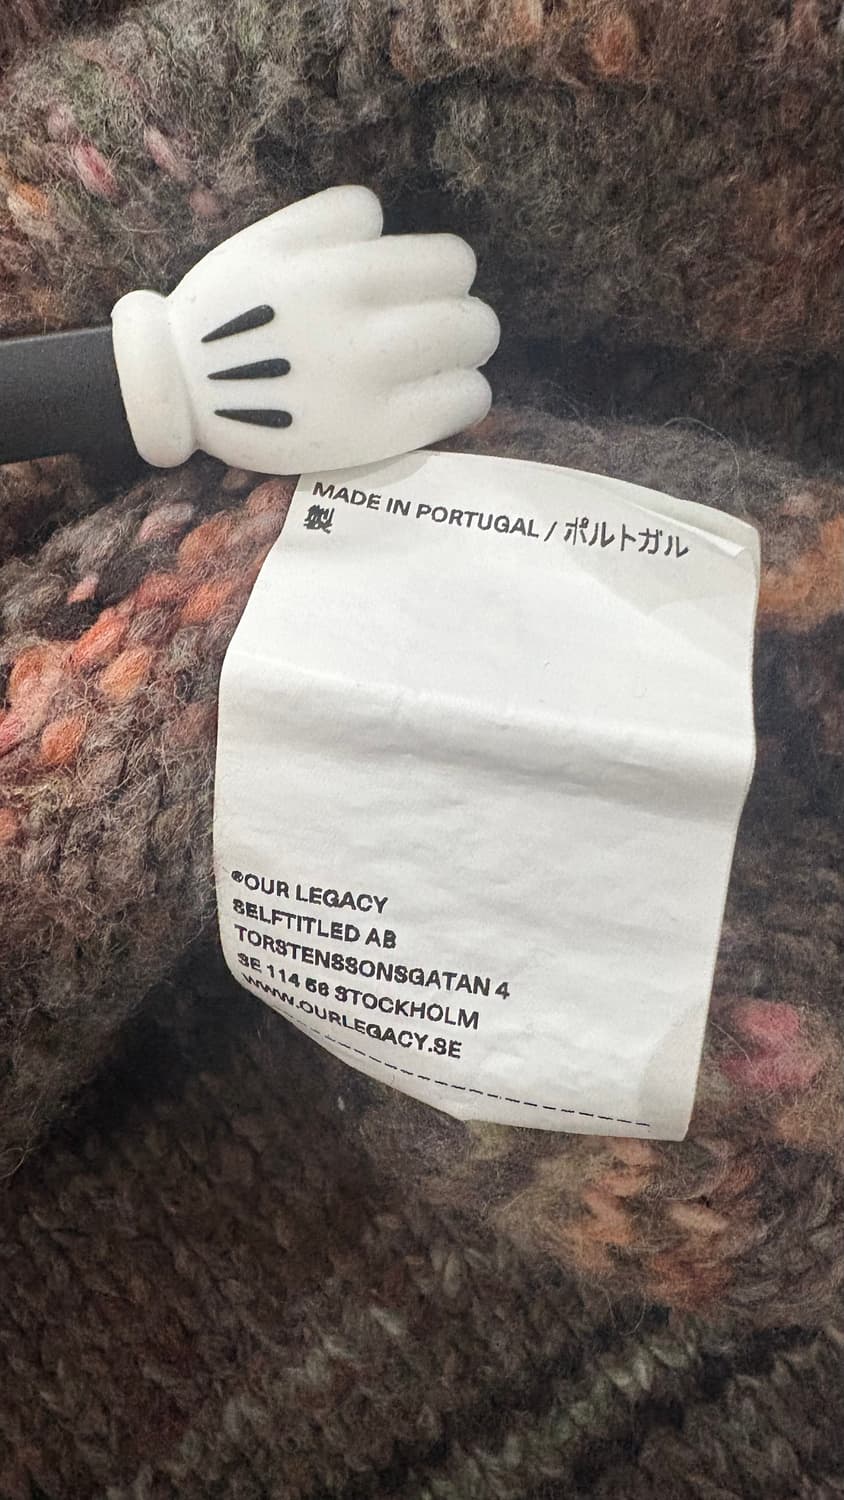 MADE IN PORTUGAL / ポルトガル
製
®OUR LEGACY
SELFTITLED AB
TORSTENSSONSGATAN 4
SE 114 56 STOCKHOLM
WWW.OURLEGACY.SE